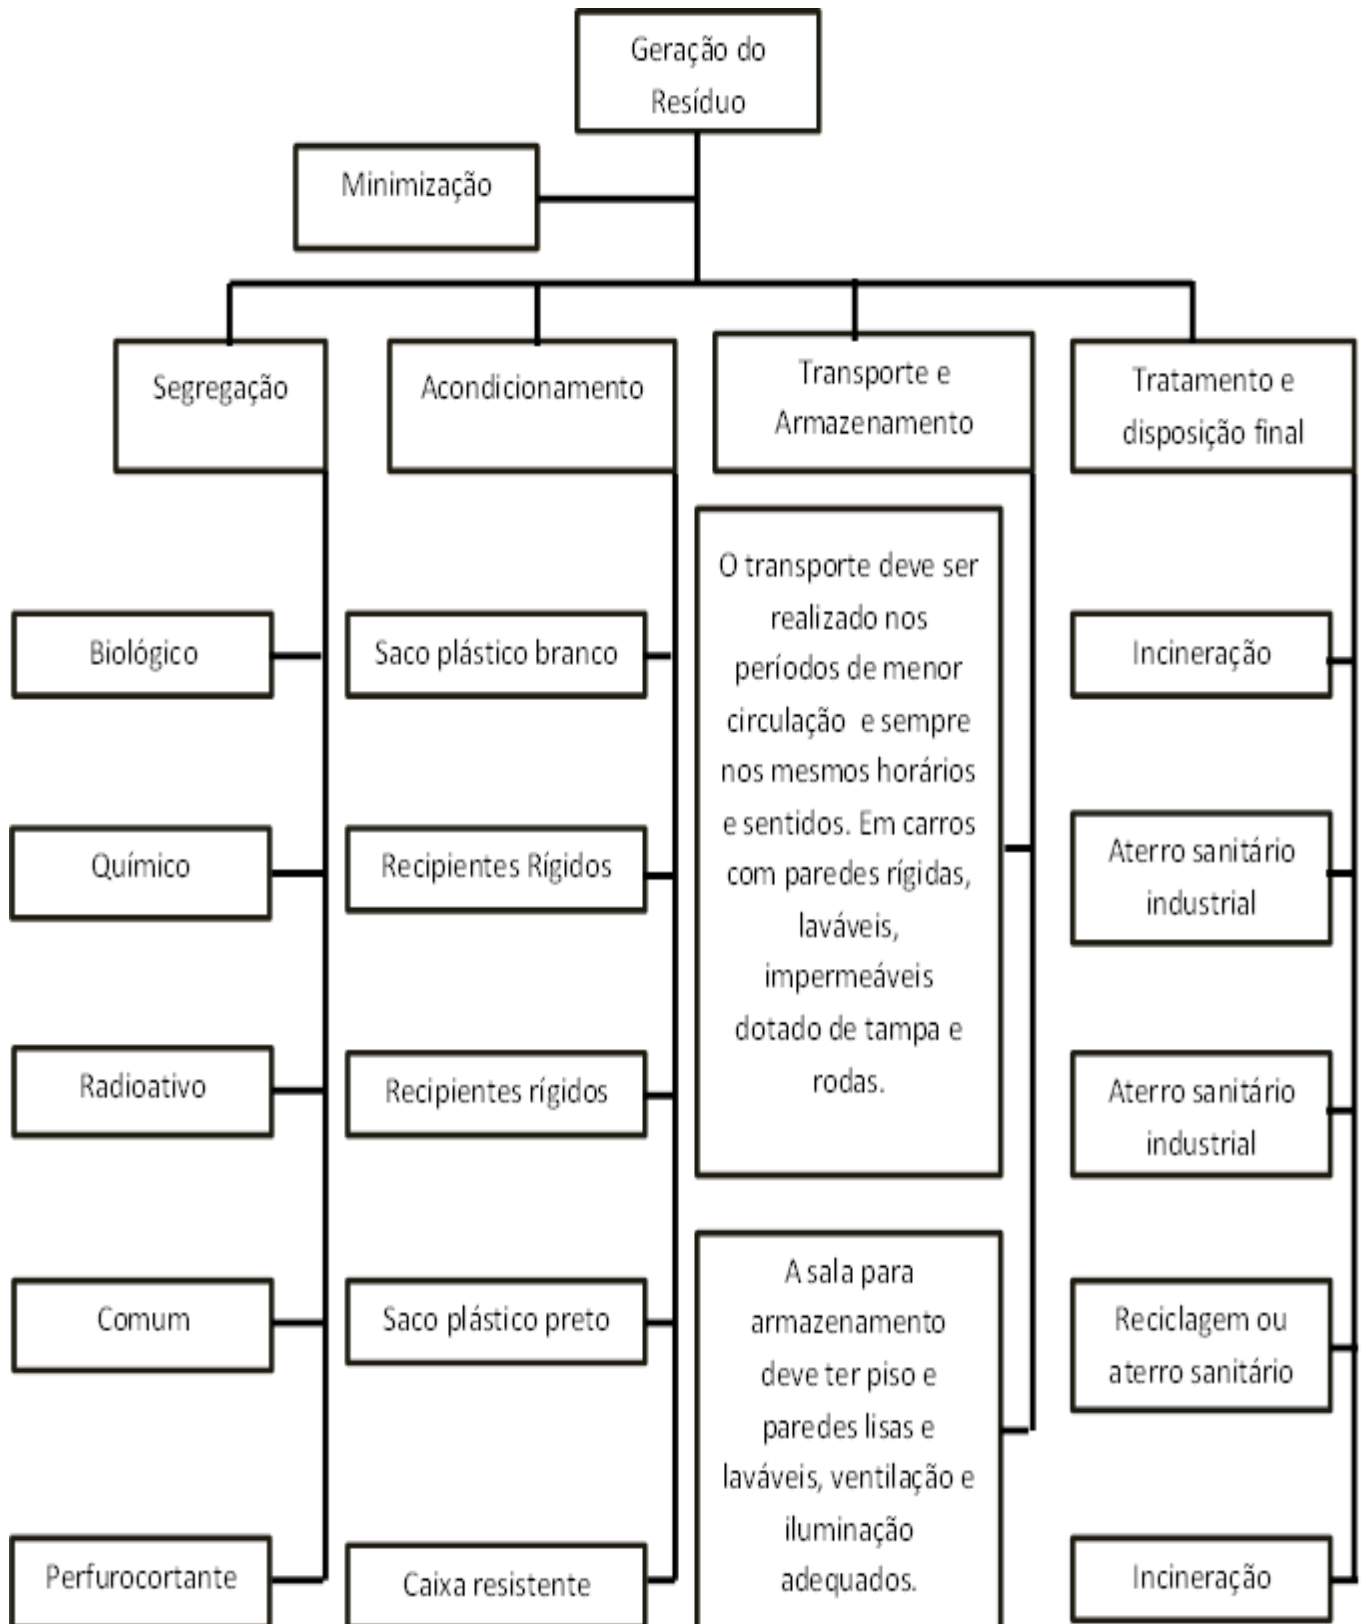 Geração do
Resíduo
Minimização
Segregação
Acondicionamento
Transporte e
Armazenamento
Tratamento e
disposição final
Biológico
Químico
Radioativo
Comum
Perfurocortante
Saco plástico branco
Recipientes Rígidos
Recipientes rígidos
Saco plástico preto
Caixa resistente
O transporte deve ser
realizado nos
períodos de menor
circulação e sempre
nos mesmos horários
e sentidos. Em carros
com paredes rígidas,
laváveis,
impermeáveis
dotado de tampa e
rodas.
A sala para
armazenamento
deve ter piso e
paredes lisas e
laváveis, ventilação e
iluminação
adequados.
Incineração
Aterro sanitário
industrial
Aterro sanitário
industrial
Reciclagem ou
aterro sanitário
Incineração